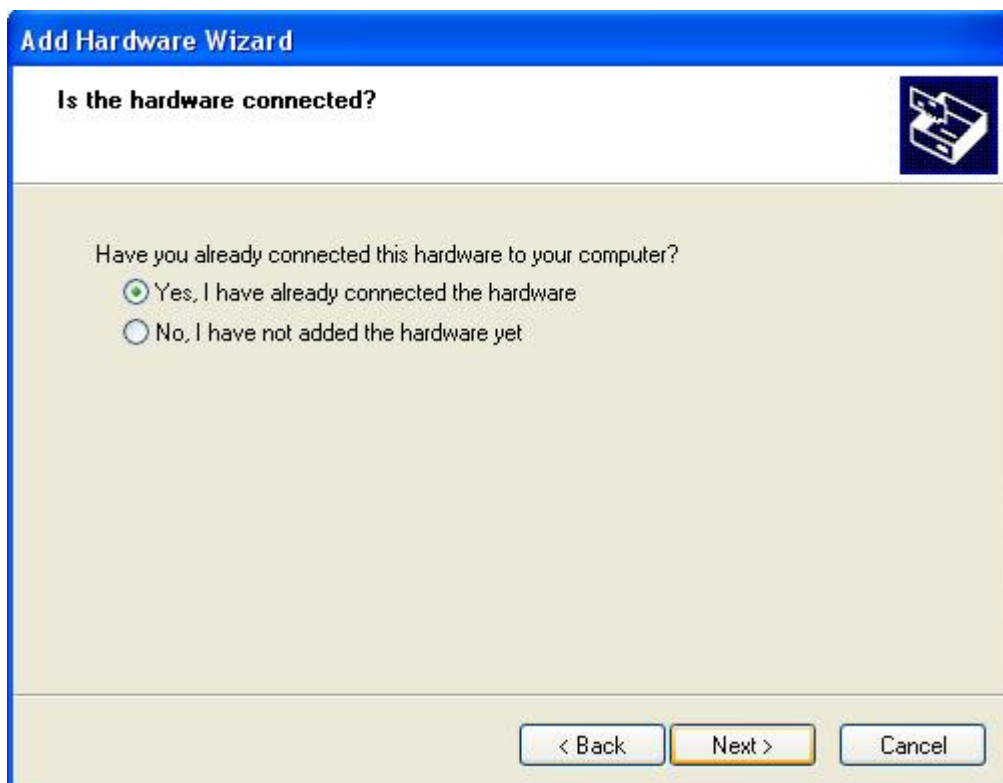 Add Hardware Wizard
Is the hardware connected?
Have you already connected this hardware to your computer?
Yes, I have already connected the hardware
No, I have not added the hardware yet
< Back Next > Cancel